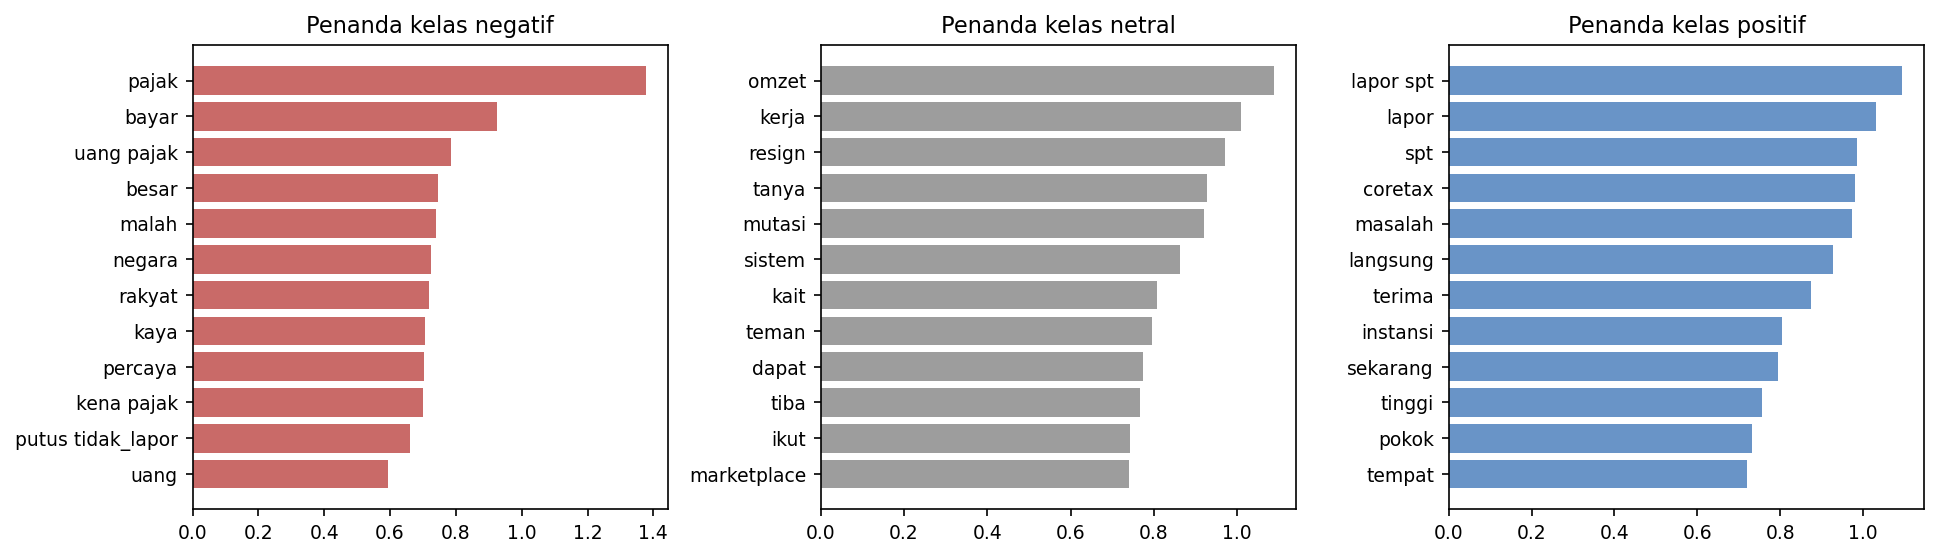 Penanda kelas negatif
pajak
bayar
uang pajak
besar
malah
negara
rakyat
kaya
percaya
kena pajak
putus tidak_lapor
uang
0.0 0.2 0.4 0.6 0.8 1.0 1.2 1.4
Penanda kelas netral
omzet
kerja
resign
tanya
mutasi
sistem
kait
teman
dapat
tiba
ikut
marketplace
0.0 0.2 0.4 0.6 0.8 1.0
Penanda kelas positif
lapor spt
lapor
spt
coretax
masalah
langsung
terima
instansi
sekarang
tinggi
pokok
tempat
0.0 0.2 0.4 0.6 0.8 1.0